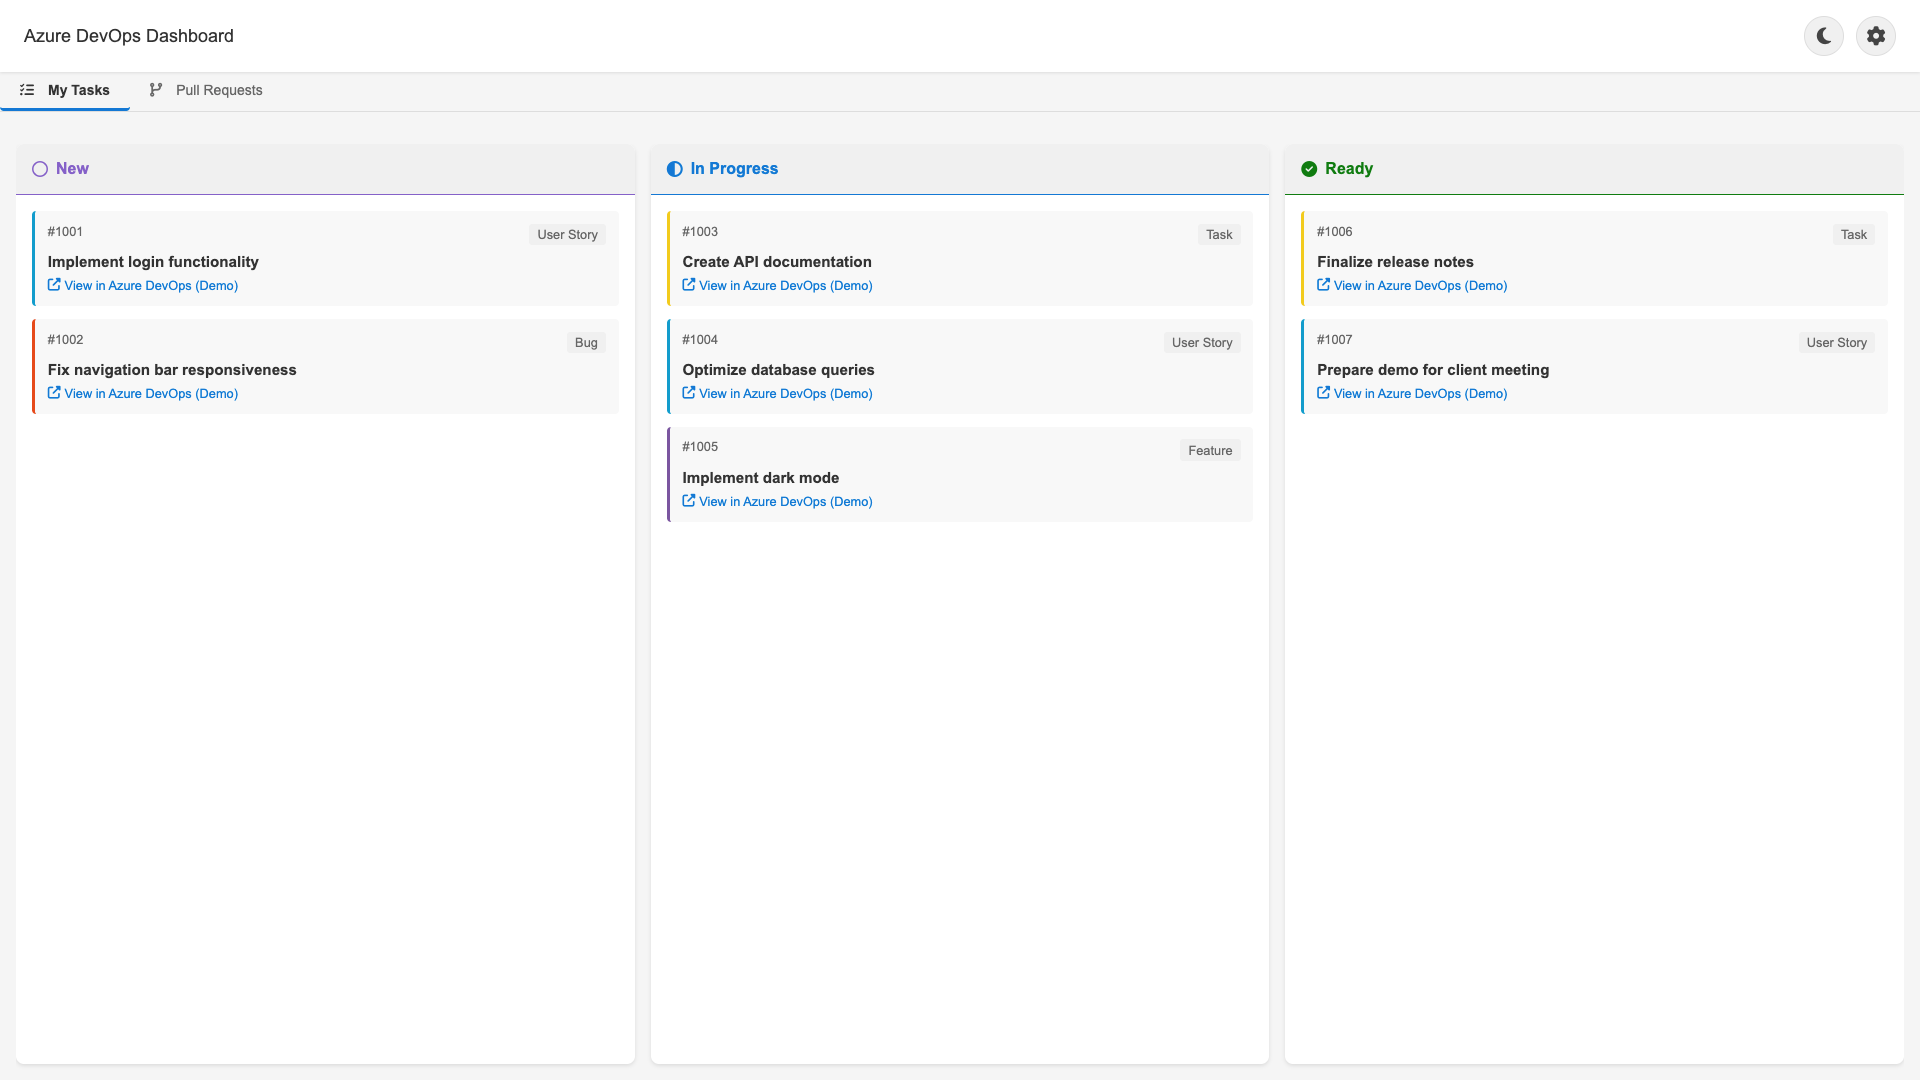 Azure DevOps Dashboard
My Tasks
Pull Requests
New
#1001
User Story
Implement login functionality
View in Azure DevOps (Demo)
#1002
Bug
Fix navigation bar responsiveness
View in Azure DevOps (Demo)
In Progress
#1003
Task
Create API documentation
View in Azure DevOps (Demo)
#1004
User Story
Optimize database queries
View in Azure DevOps (Demo)
#1005
Feature
Implement dark mode
View in Azure DevOps (Demo)
Ready
#1006
Task
Finalize release notes
View in Azure DevOps (Demo)
#1007
User Story
Prepare demo for client meeting
View in Azure DevOps (Demo)